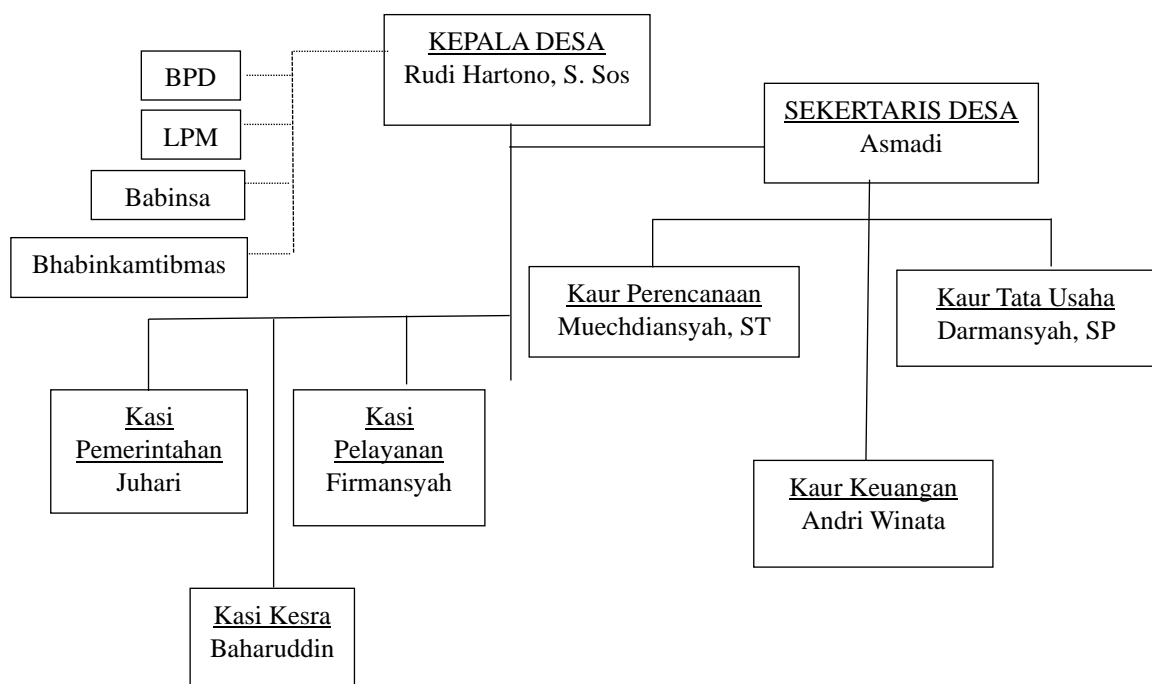 KEPALA DESA
Rudi Hartono, S. Sos
BPD
LPM
Babinsa
Bhabinkamtibmas
SEKERTARIS DESA
Asmadi
Kaur Perencanaan
Muechdiansyah, ST
Kaur Tata Usaha
Darmansyah, SP
Kasi
Pemerintahan
Juhari
Kasi
Pelayanan
Firmansyah
Kaur Keuangan
Andri Winata
Kasi Kesra
Baharuddin